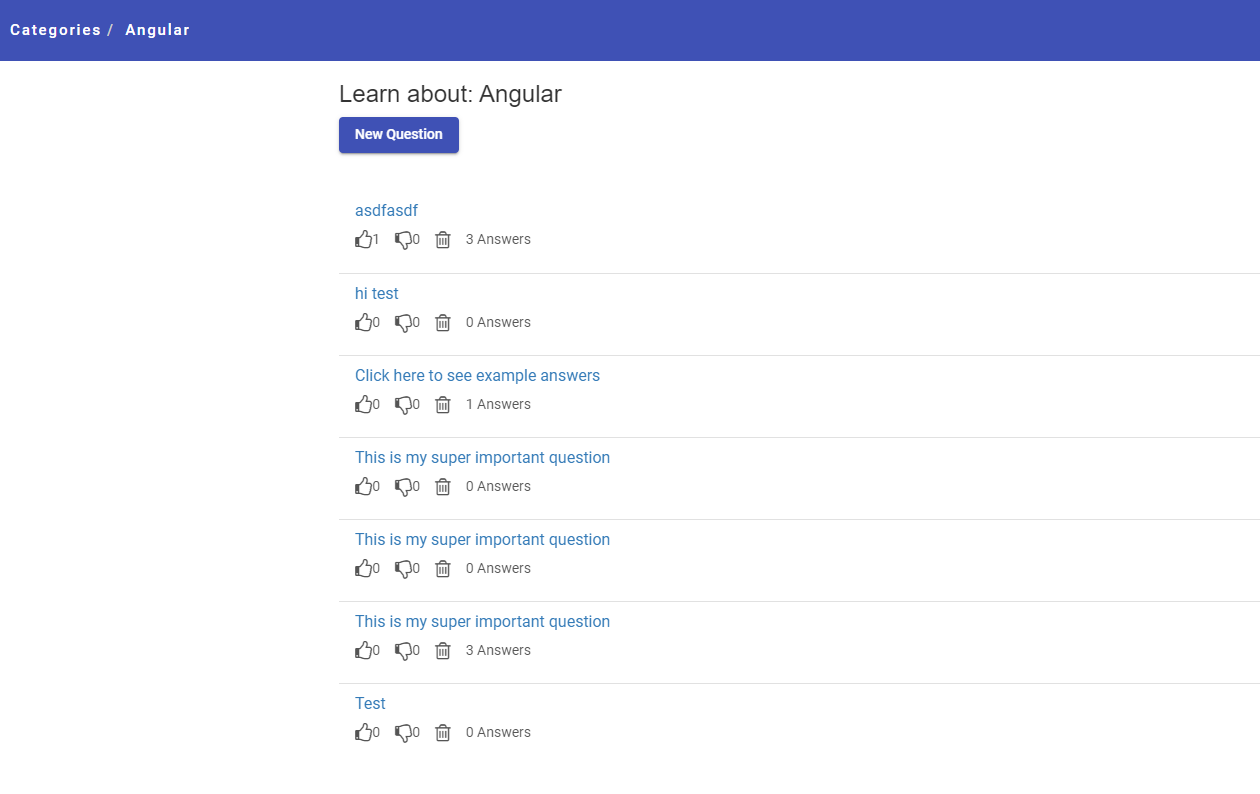 Categories / Angular
Learn about: Angular
New Question
asdfasdf
1 0 3 Answers
hi test
0 0 0 Answers
Click here to see example answers
0 0 1 Answers
This is my super important question
0 0 0 Answers
This is my super important question
0 0 0 Answers
This is my super important question
0 0 3 Answers
Test
0 0 0 Answers